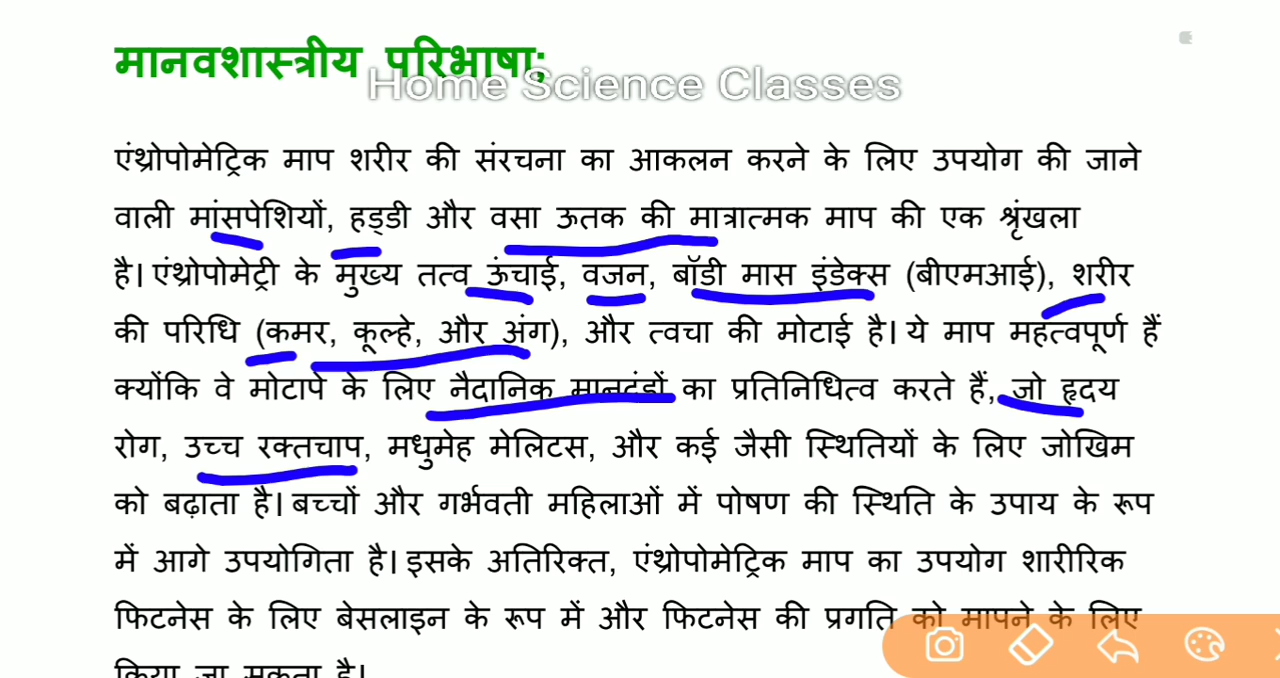 मानवशास्त्रीय परिभाषा;
Home Science Classes
एंथ्रोपोमेट्रिक माप शरीर की संरचना का आकलन करने के लिए उपयोग की जाने
वाली मांसपेशियों, हड्डी और वसा ऊतक की मात्रात्मक माप की एक श्रृंखला
है। एंथ्रोपोमेट्री के मुख्य तत्व ऊंचाई, वजन, बॉडी मास इंडेक्स (बीएमआई), शरीर
की परिधि (कमर, कूल्हे, और अंग), और त्वचा की मोटाई है। ये माप महत्वपूर्ण हैं
क्योंकि वे मोटापे के लिए नैदानिक मानदंडों का प्रतिनिधित्व करते हैं, जो हृदय
रोग, उच्च रक्तचाप, मधुमेह मेलिटस, और कई जैसी स्थितियों के लिए जोखिम
को बढ़ाता है। बच्चों और गर्भवती महिलाओं में पोषण की स्थिति के उपाय के रूप
में आगे उपयोगिता है। इसके अतिरिक्त, एंथ्रोपोमेट्रिक माप का उपयोग शारीरिक
फिटनेस के लिए बेसलाइन के रूप में और फिटनेस की प्रगति को मापने के लिए
किया जा सकता है।